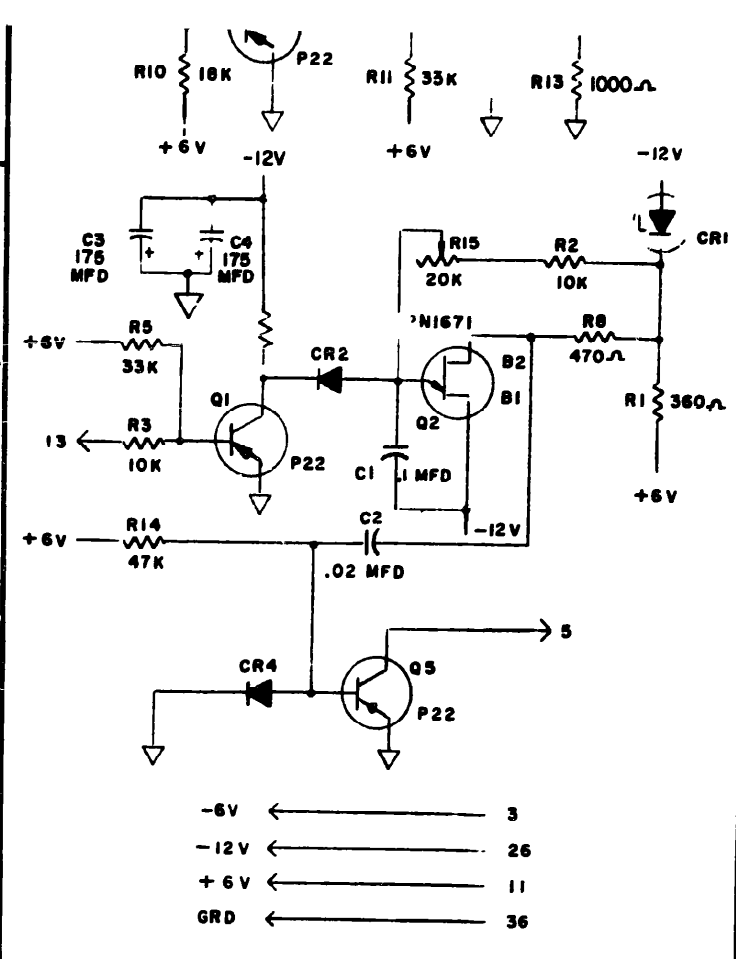 P22
R10 18K
R11 33K
R13 1000Ω
+6V
-12V
+6V
-12V
C3
175
MFD
C4
175
MFD
R15
20K
R2
10K
CR1
N1671
R8
470Ω
B2
B1
Q2
R5
+6V
33K
CR2
Q1
R3
13
10K
P22
C1
.1 MFD
R1 360Ω
+6V
-12V
R14
+6V
47K
C2
.02 MFD
5
CR4
Q5
P22
-6V 3
-12V 26
+6V 11
GRD 36